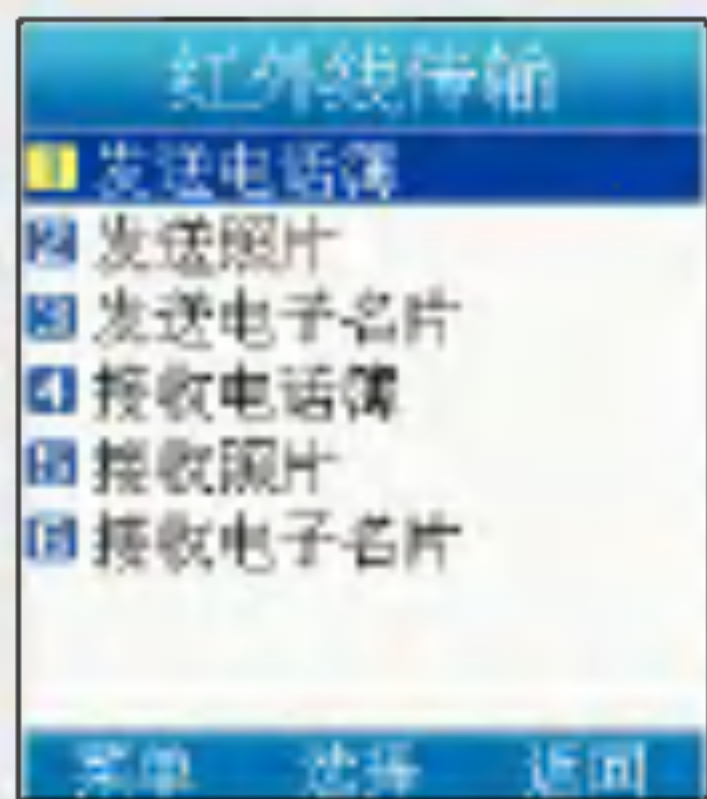 红外线传输
1 发送电话簿
2 发送照片
3 发送电子名片
4 接收电话簿
5 接收照片
6 接收电子名片
菜单 选择 返回